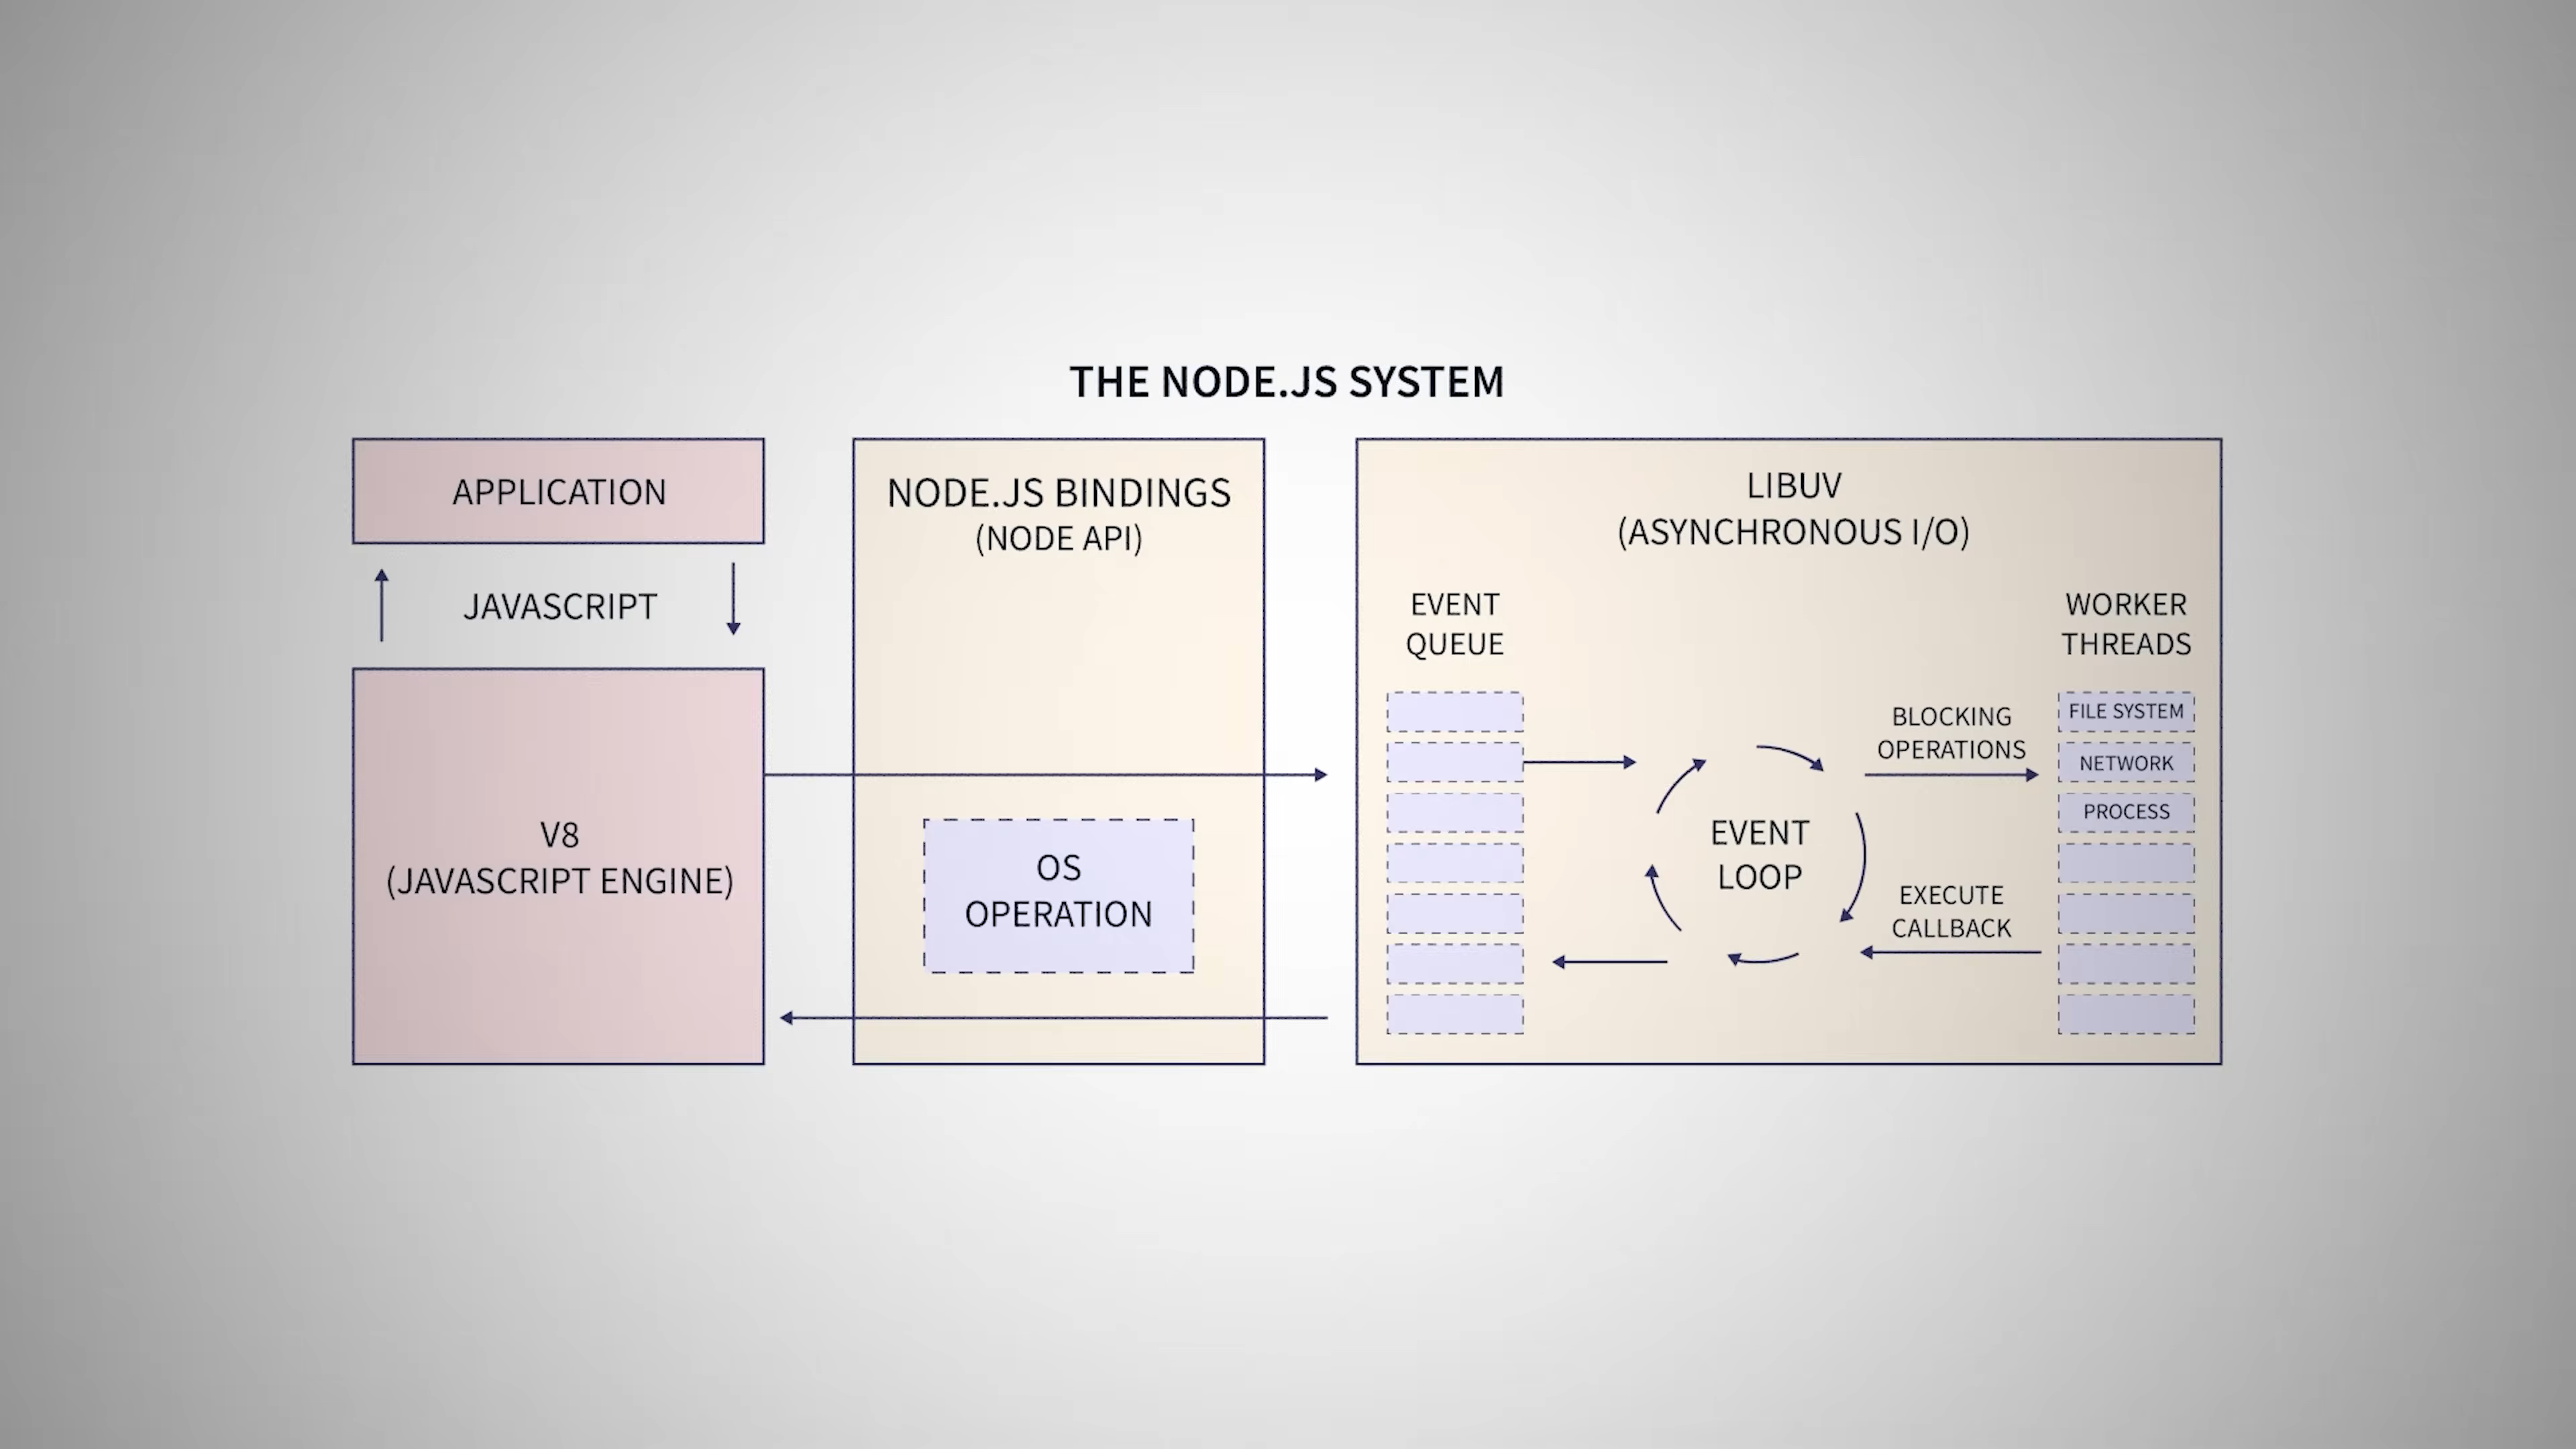 THE NODE.JS SYSTEM
APPLICATION
JAVASCRIPT
V8
(JAVASCRIPT ENGINE)
NODE.JS BINDINGS
(NODE API)
OS
OPERATION
LIBUV
(ASYNCHRONOUS I/O)
EVENT
QUEUE
EVENT
LOOP
BLOCKING
OPERATIONS
EXECUTE
CALLBACK
WORKER
THREADS
FILE SYSTEM
NETWORK
PROCESS